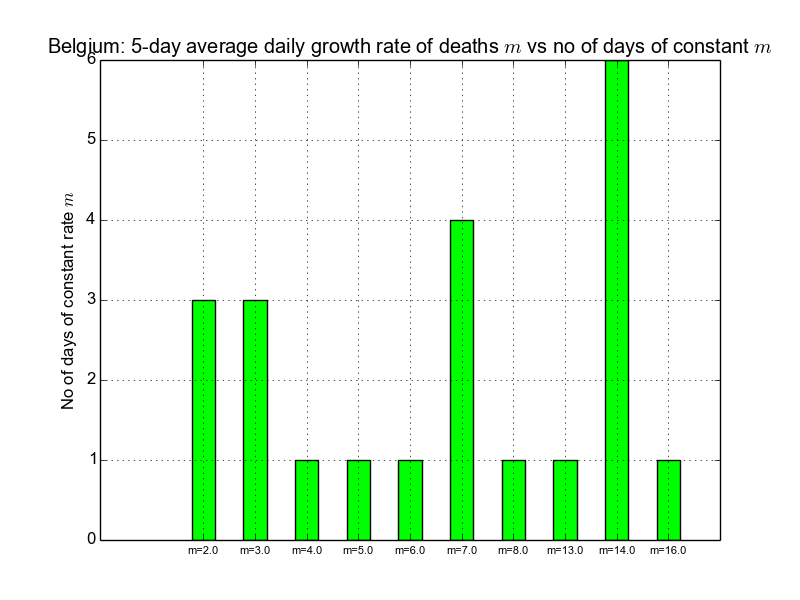 Belgium: 5-day average daily growth rate of deaths m vs no of days of constant m
6
5
4
3
2
1
0
No of days of constant rate m
m=2.0 m=3.0 m=4.0 m=5.0 m=6.0 m=7.0 m=8.0 m=13.0 m=14.0 m=16.0